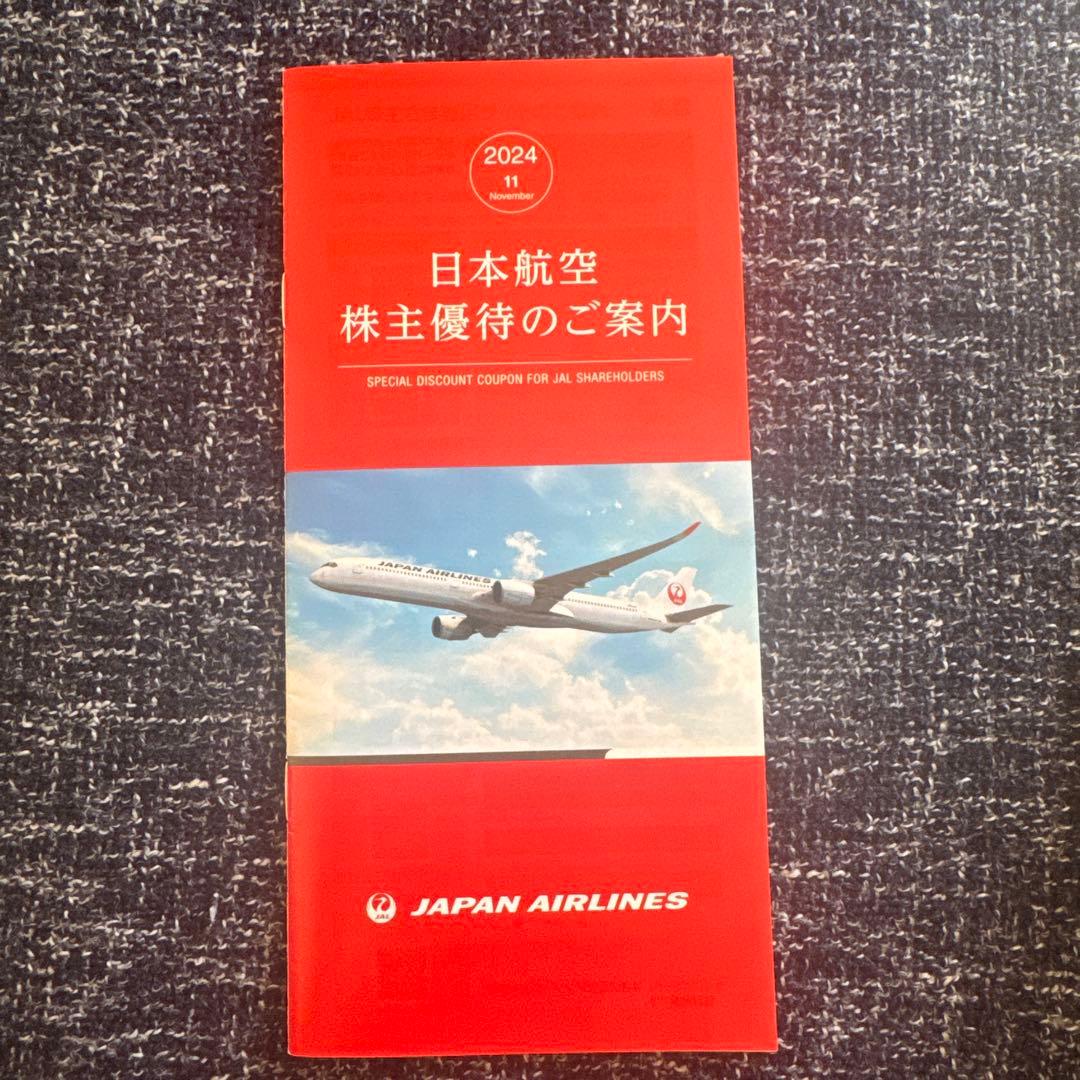 2024
11
November
日本航空
株主優待のご案内
SPECIAL DISCOUNT COUPON FOR JAL SHAREHOLDERS
JAPAN AIRLINES
JAL
JAL
JAPAN AIRLINES